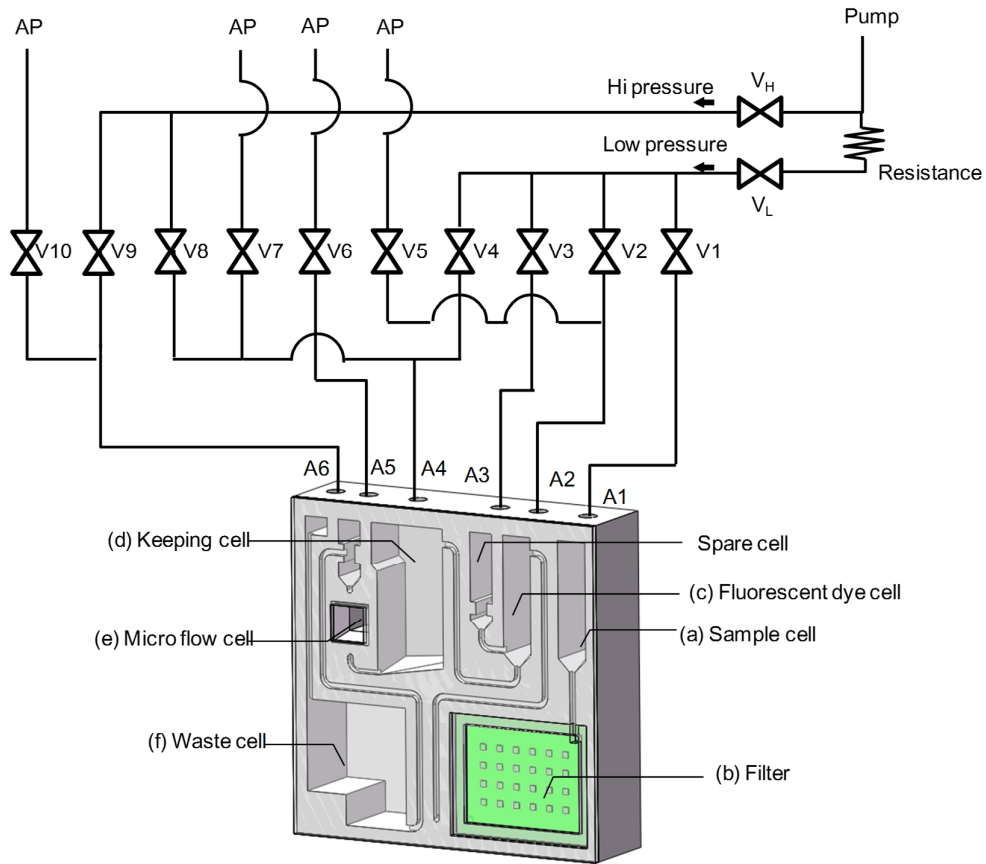 Pump
AP
AP
AP
AP
Hi pressure
V_H
Low pressure
V_L
Resistance
V10
V9
V8
V7
V6
V5
V4
V3
V2
V1
A6
A5
A4
A3
A2
A1
(d) Keeping cell
Spare cell
(c) Fluorescent dye cell
(e) Micro flow cell
(a) Sample cell
(f) Waste cell
(b) Filter